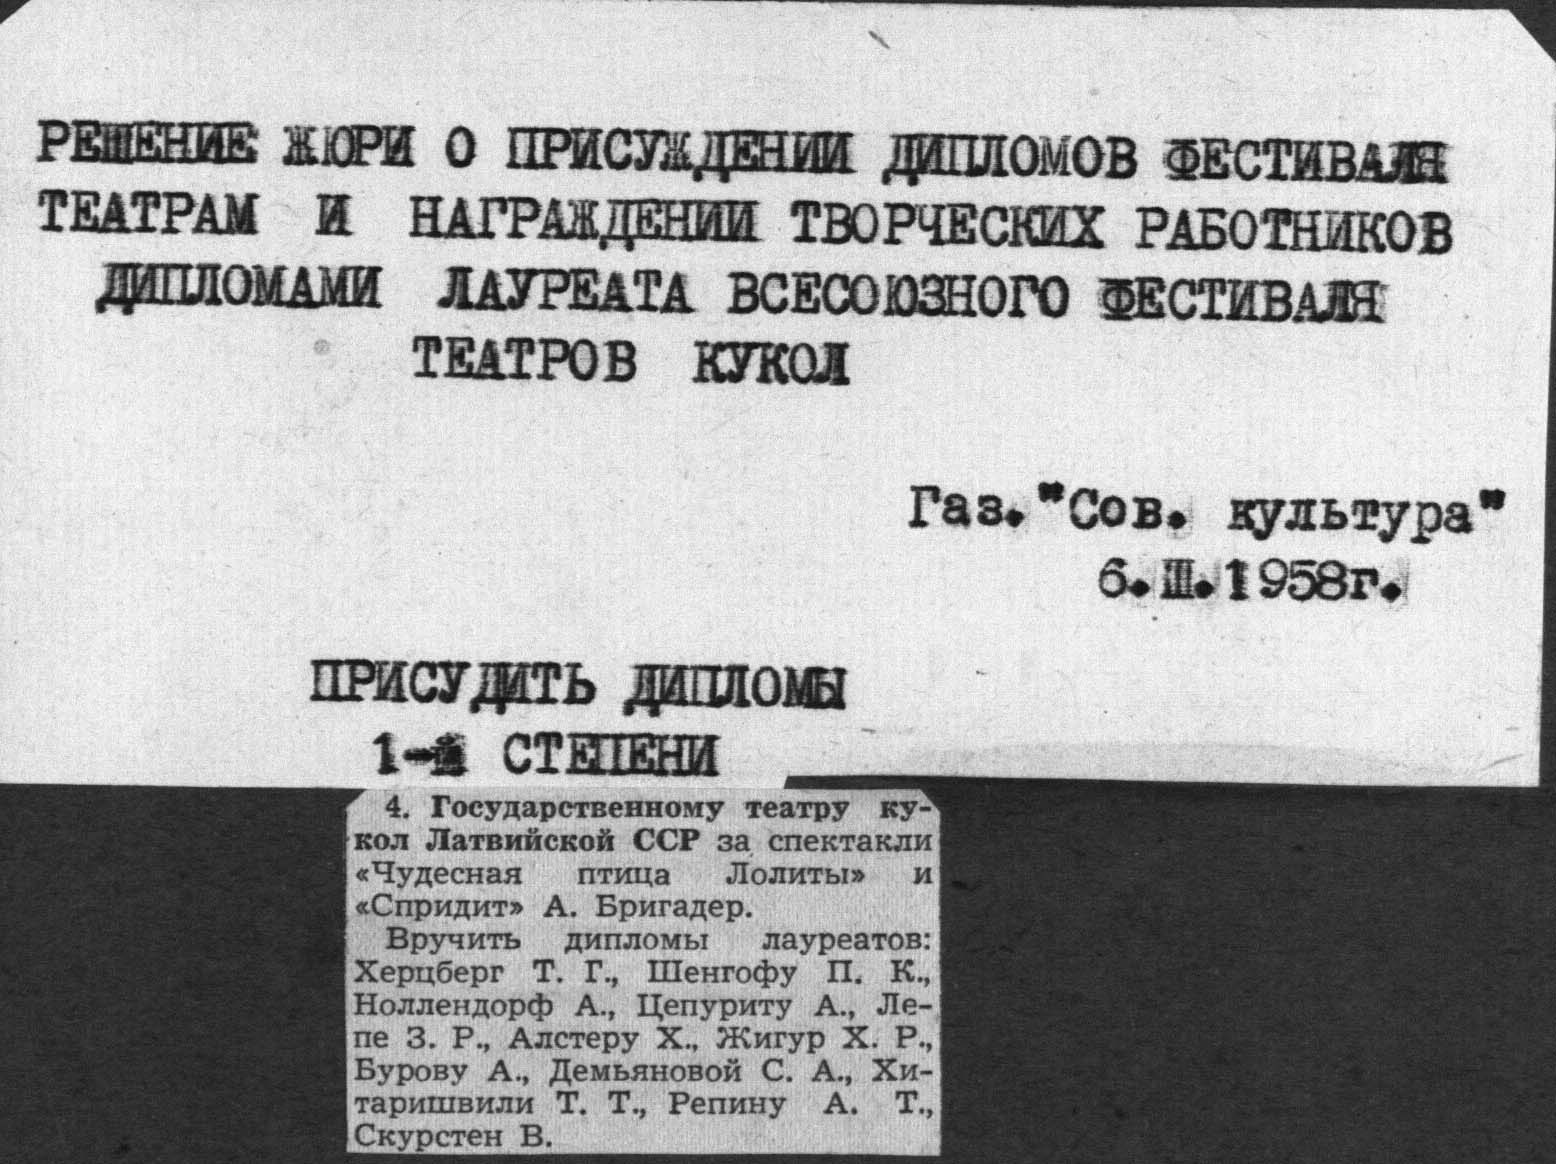 РЕШЕНИЕ ЖЮРИ О ПРИСУЖДЕНИИ ДИПЛОМОВ ФЕСТИВАЛЯ
ТЕАТРАМ И НАГРАЖДЕНИИ ТВОРЧЕСКИХ РАБОТНИКОВ
ДИПЛОМАМИ ЛАУРЕАТА ВСЕСОЮЗНОГО ФЕСТИВАЛЯ
ТЕАТРОВ КУКОЛ
Газ. "Сов. культура"
6.III.1958г.
ПРИСУДИТЬ ДИПЛОМЫ
1-й СТЕПЕНИ
4. Государственному театру ку-
кол Латвийской ССР за спектакли
«Чудесная птица Лолиты» и
«Спридит» А. Бригадер.
Вручить дипломы лауреатов:
Херцберг Т. Г., Шенгофу П. К.,
Ноллендорф А., Цепуриту А., Ле-
пе З. Р., Алстеру Х., Жигур Х. Р.,
Бурову А., Демьяновой С. А., Хи-
таришвили Т. Т., Репину А. Т.,
Скурстен В.